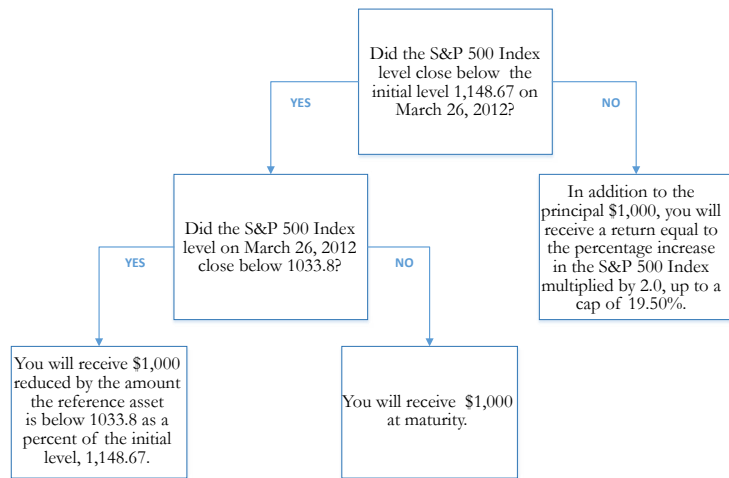 Did the S&P 500 Index
level close below the
initial level 1,148.67 on
March 26, 2012?
YES
NO
Did the S&P 500 Index
level on March 26, 2012
close below 1033.8?
In addition to the
principal $1,000, you will
receive a return equal to
the percentage increase
in the S&P 500 Index
multiplied by 2.0, up to a
cap of 19.50%.
YES
NO
You will receive $1,000
reduced by the amount
the reference asset
is below 1033.8 as a
percent of the initial
level, 1,148.67.
You will receive $1,000
at maturity.